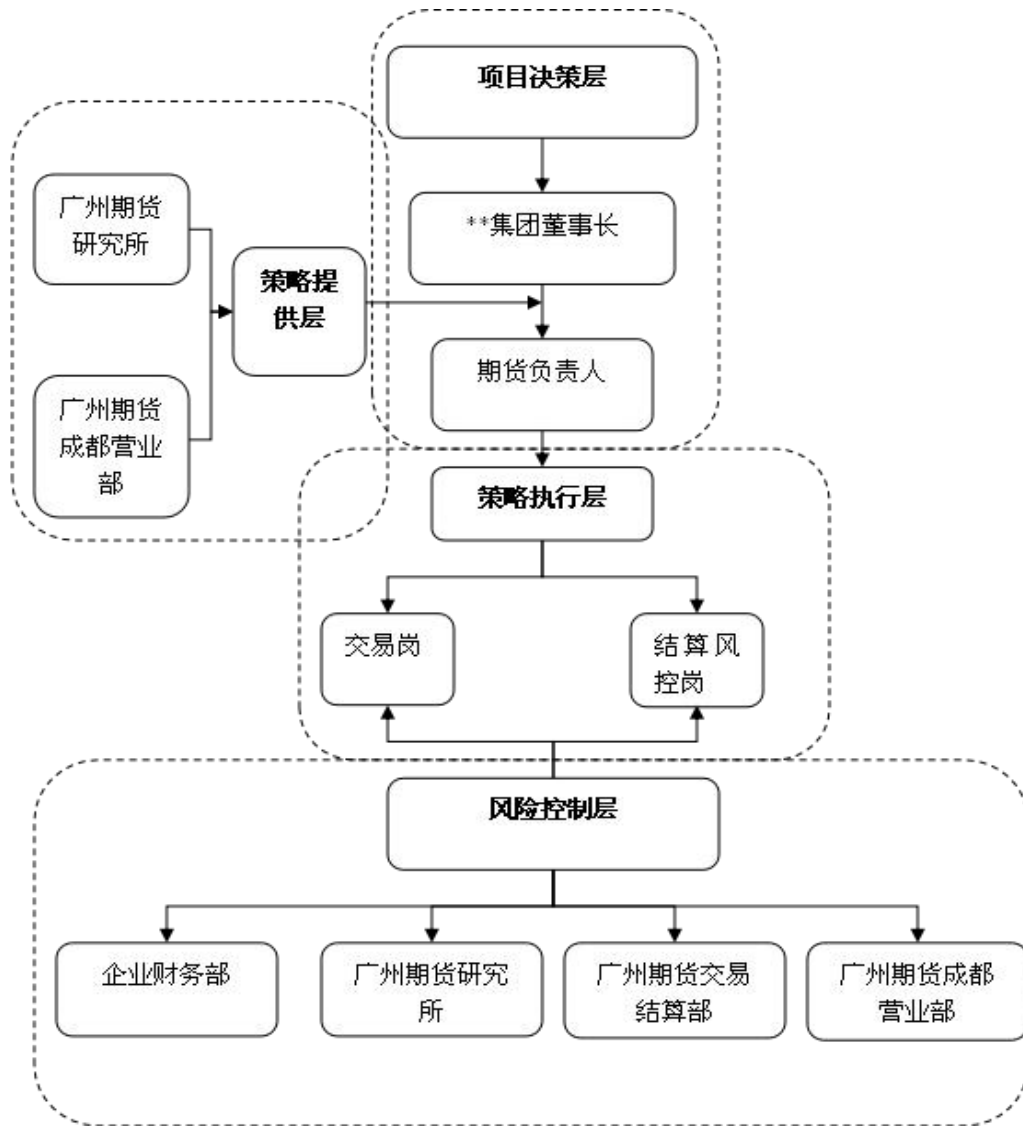 项目决策层
**集团董事长
期货负责人
广州期货
研究所
策略提
供层
广州期货
成都营业
部
策略执行层
交易岗
结算风
控岗
风险控制层
企业财务部
广州期货研究
所
广州期货交易
结算部
广州期货成都
营业部